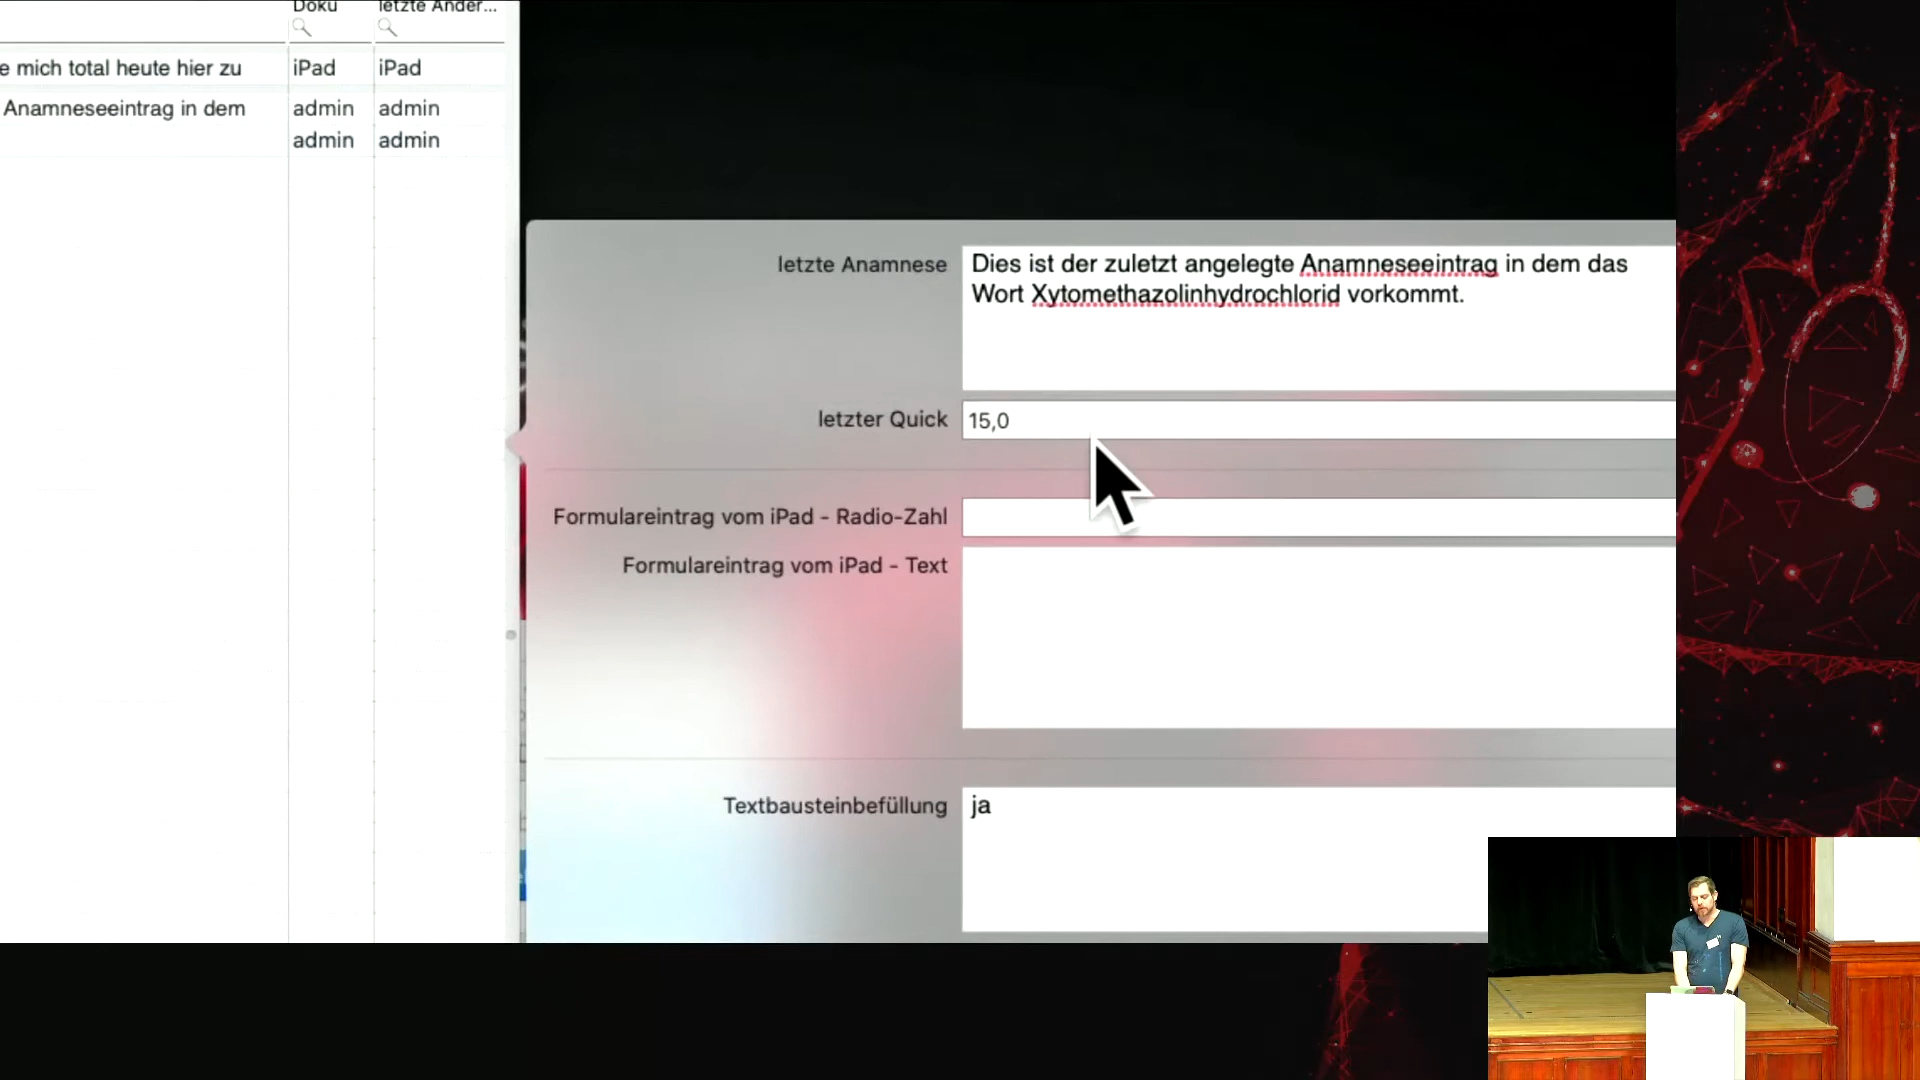 Doku letzte Änder...
e mich total heute hier zu iPad iPad
Anamneseeintrag in dem admin admin
admin admin
letzte Anamnese Dies ist der zuletzt angelegte Anamneseeintrag in dem das
Wort Xytomethazolinhydrochlorid vorkommt.
letzter Quick 15,0
Formulareintrag vom iPad - Radio-Zahl
Formulareintrag vom iPad - Text
Textbausteinbefüllung ja